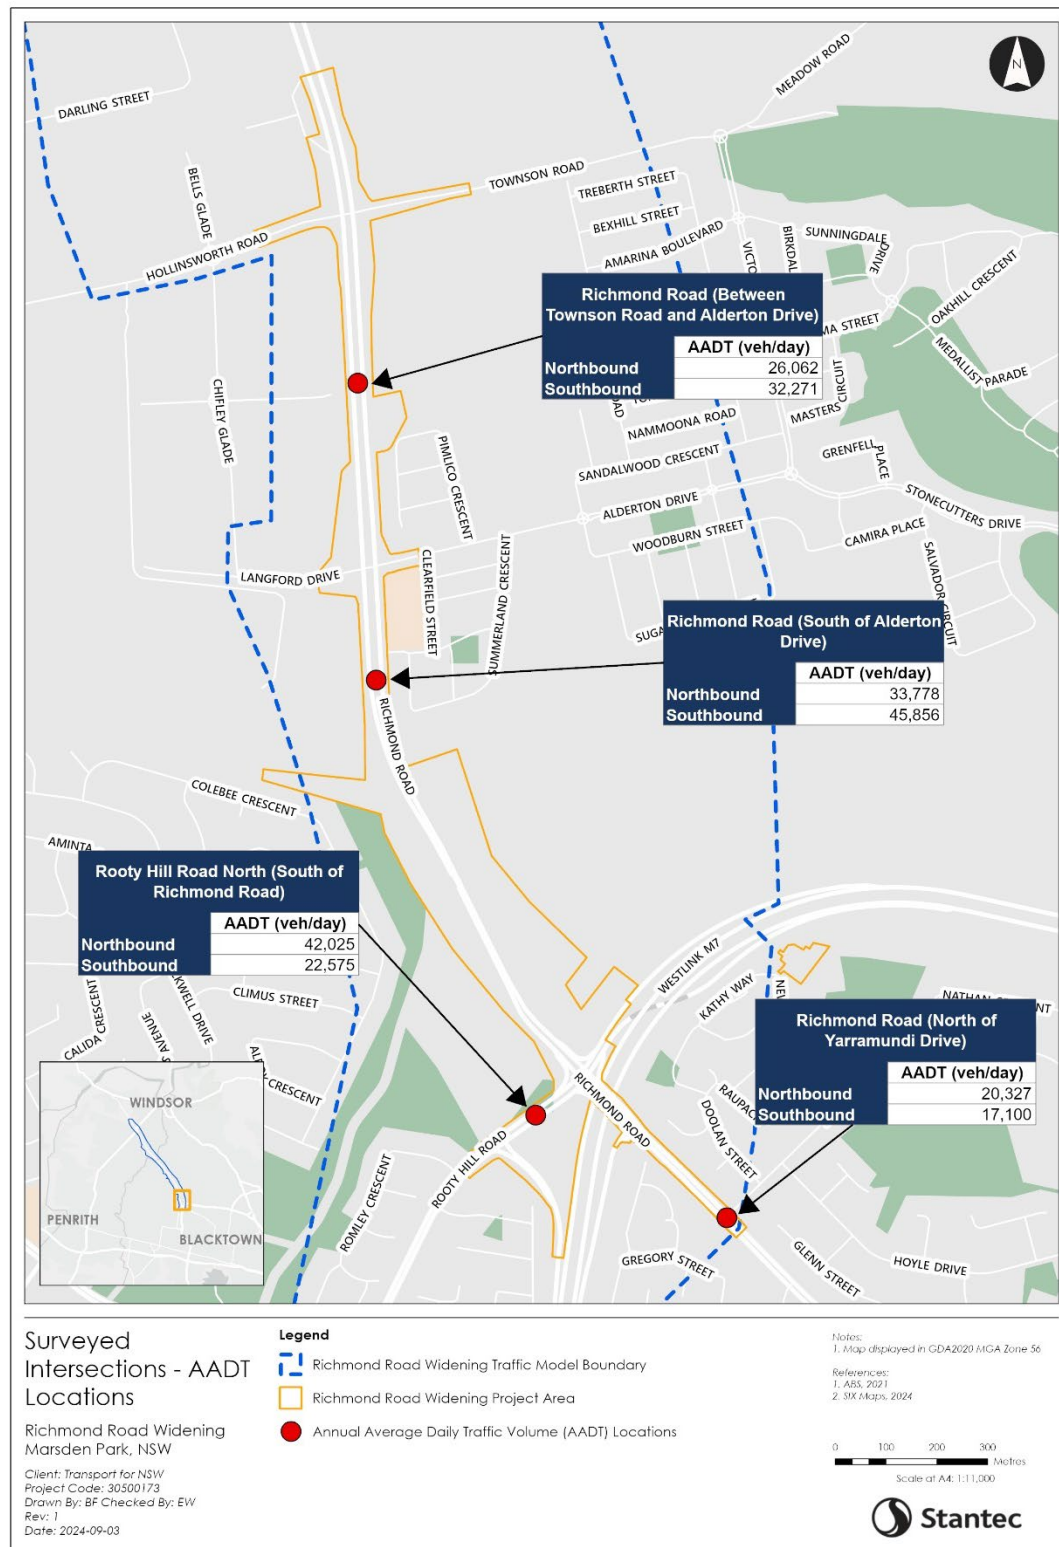 N
MEADOW ROAD
DARLING STREET
BELLS GLADE
TOWNSON ROAD
TREBERTH STREET
BEXHILL STREET
AMARINA BOULEVARD
BIRKDAL
SUNNINGDALE
DRIVE
HOLLINSWORTH ROAD
OAKHILL CRESCENT
Richmond Road (Between
Townson Road and Alderton Drive)
AADT (veh/day)
Northbound 26,062
Southbound 32,271
MA STREET
MEDALLIST PARADE
CIRCUIT
MASTERS
CHIFLEY GLADE
NAMMOONA ROAD
PIMLICO CRESCENT
SANDALWOOD CRESCENT
GRENFELL
PLACE
ALDERTON DRIVE
STONECUTTERS DRIVE
WOODBURN STREET
CAMIRA PLACE
LANGFORD DRIVE
CLEARFIELD STREET
SUMMERLAND CRESCENT
SALVADOR CIRCUIT
SUGA
Richmond Road (South of Alderton
Drive)
AADT (veh/day)
Northbound 33,778
Southbound 45,856
RICHMOND ROAD
COLEBEE CRESCENT
AMINTA
Rooty Hill Road North (South of
Richmond Road)
AADT (veh/day)
Northbound 42,025
Southbound 22,575
WESTLINK M7
KATHY WAY
CALIDA CRESCENT
S AVENUE
KWELL DRIVE
CLIMUS STREET
CRESCENT
NATHAN
Richmond Road (North of
Yarramundi Drive)
AADT (veh/day)
Northbound 20,327
Southbound 17,100
RICHMOND ROAD
DOOLAN STREET
ROOTY HILL ROAD
ROMLEY CRESCENT
GREGORY STREET
GLENN STREET
HOYLE DRIVE
WINDSOR
PENRITH
BLACKTOWN
Surveyed
Intersections - AADT
Locations
Richmond Road Widening
Marsden Park, NSW
Client: Transport for NSW
Project Code: 30500173
Drawn By: BF Checked By: EW
Rev: 1
Date: 2024-09-03
Legend
Richmond Road Widening Traffic Model Boundary
Richmond Road Widening Project Area
Annual Average Daily Traffic Volume (AADT) Locations
Notes:
1. Map displayed in GDA2020 MGA Zone 56
References:
1. ABS, 2021
2. SIX Maps, 2024
0 100 200 300
Metres
Scale at A4: 1:11,000
Stantec